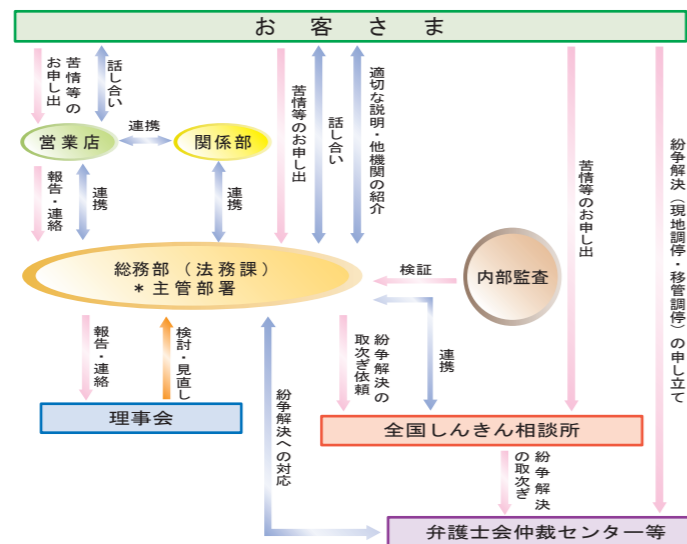 お客さま
苦情等の
お申し出
話し合い
苦情等のお申し出
話し合い
適切な説明・他機関の紹介
苦情等のお申し出
紛争解決（現地調停・移管調停）の申し立て
営業店
連携
関係部
報告・連絡
連携
連携
総務部（法務課）
*主管部署
検証
内部監査
報告・連絡
検討・見直し
紛争解決への対応
紛争解決の
取次ぎ依頼
連携
理事会
全国しんきん相談所
紛争解決
の取次ぎ
弁護士会仲裁センター等